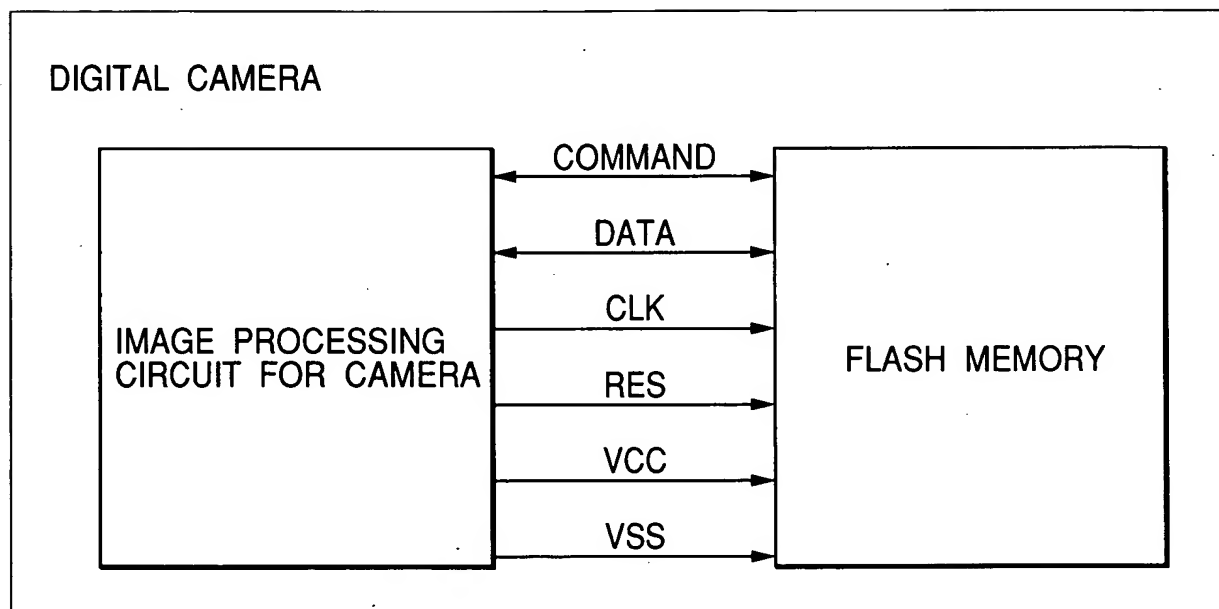 DIGITAL CAMERA
IMAGE PROCESSING
CIRCUIT FOR CAMERA
COMMAND
DATA
CLK
RES
VCC
VSS
FLASH MEMORY